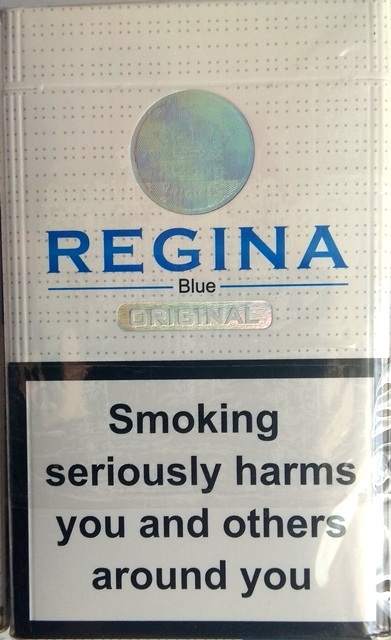 REGINA
Blue
ORIGINAL
Smoking
seriously harms
you and others
around you